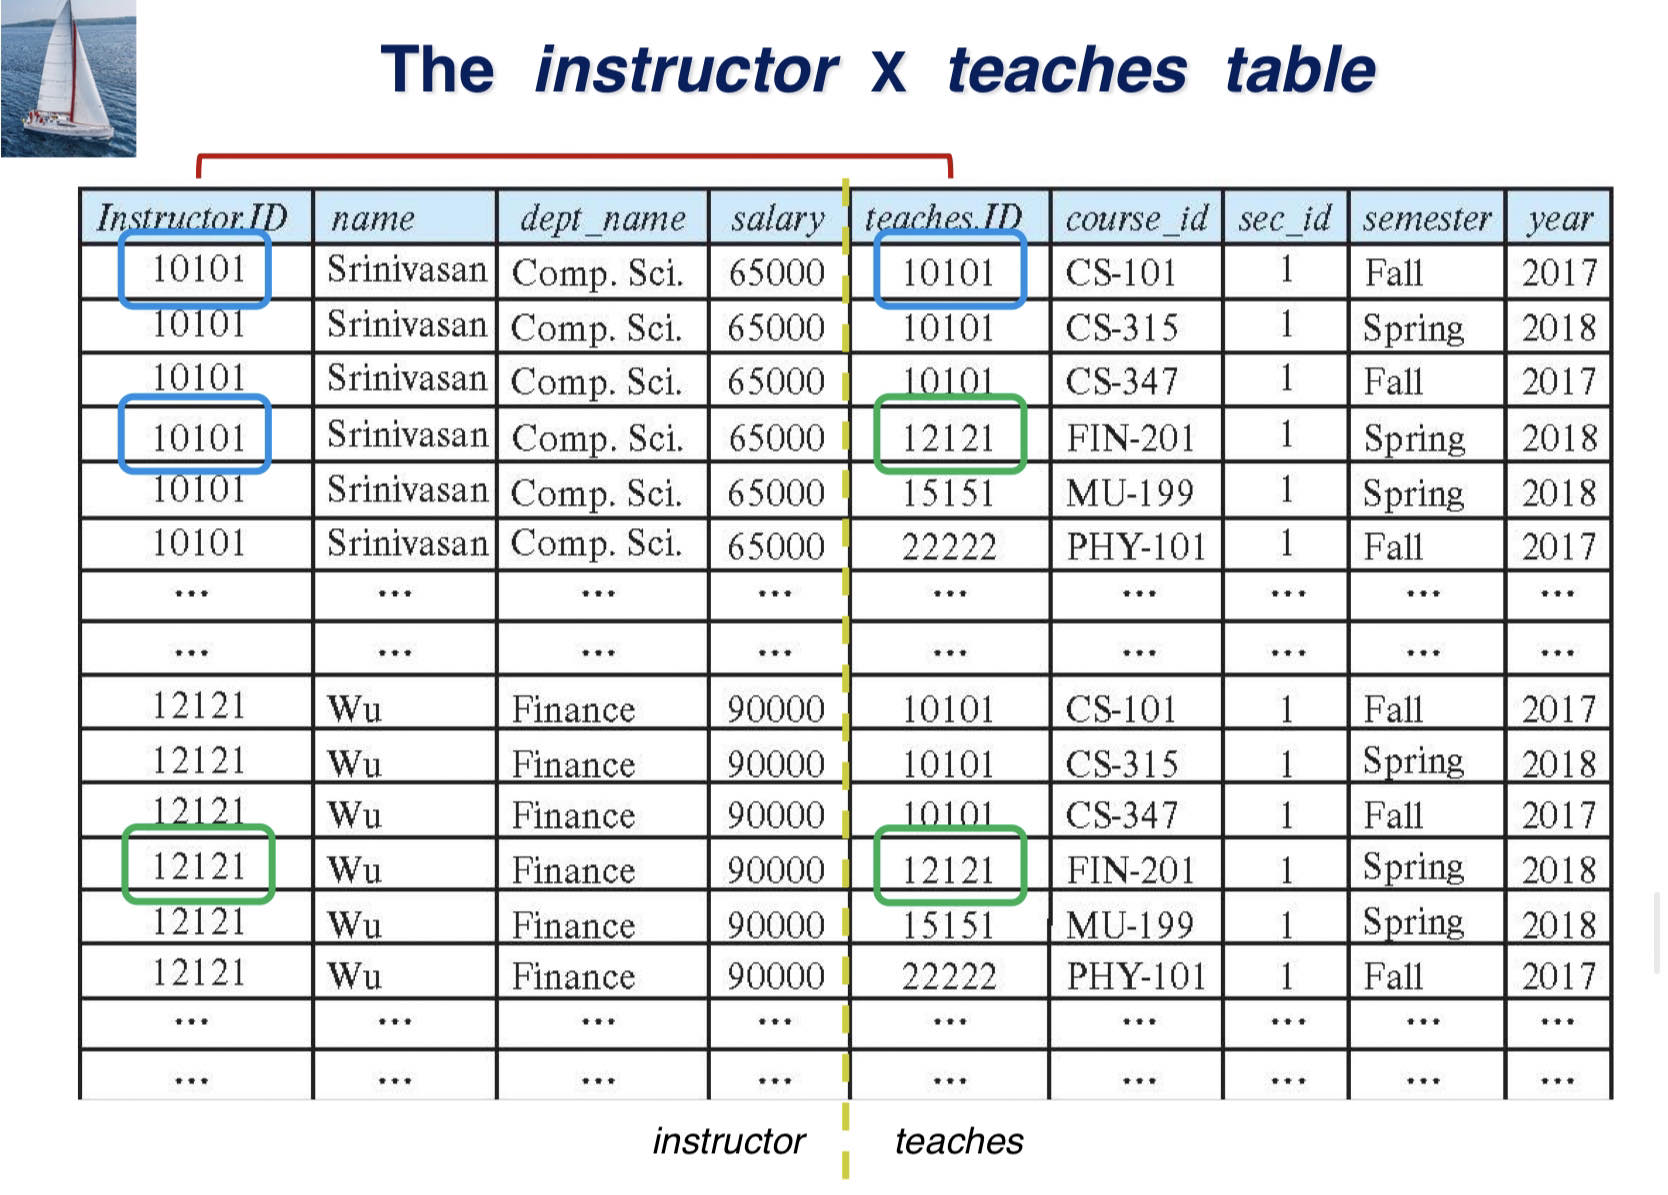 The instructor X teaches table
Instructor.ID name dept_name salary teaches.ID course_id sec_id semester year
10101 Srinivasan Comp. Sci. 65000 10101 CS-101 1 Fall 2017
10101 Srinivasan Comp. Sci. 65000 10101 CS-315 1 Spring 2018
10101 Srinivasan Comp. Sci. 65000 10101 CS-347 1 Fall 2017
10101 Srinivasan Comp. Sci. 65000 12121 FIN-201 1 Spring 2018
10101 Srinivasan Comp. Sci. 65000 15151 MU-199 1 Spring 2018
10101 Srinivasan Comp. Sci. 65000 22222 PHY-101 1 Fall 2017
... ... ... ... ... ... ... ... ...
... ... ... ... ... ... ... ... ...
12121 Wu Finance 90000 10101 CS-101 1 Fall 2017
12121 Wu Finance 90000 10101 CS-315 1 Spring 2018
12121 Wu Finance 90000 10101 CS-347 1 Fall 2017
12121 Wu Finance 90000 12121 FIN-201 1 Spring 2018
12121 Wu Finance 90000 15151 MU-199 1 Spring 2018
12121 Wu Finance 90000 22222 PHY-101 1 Fall 2017
... ... ... ... ... ... ... ... ...
... ... ... ... ... ... ... ... ...
instructor teaches